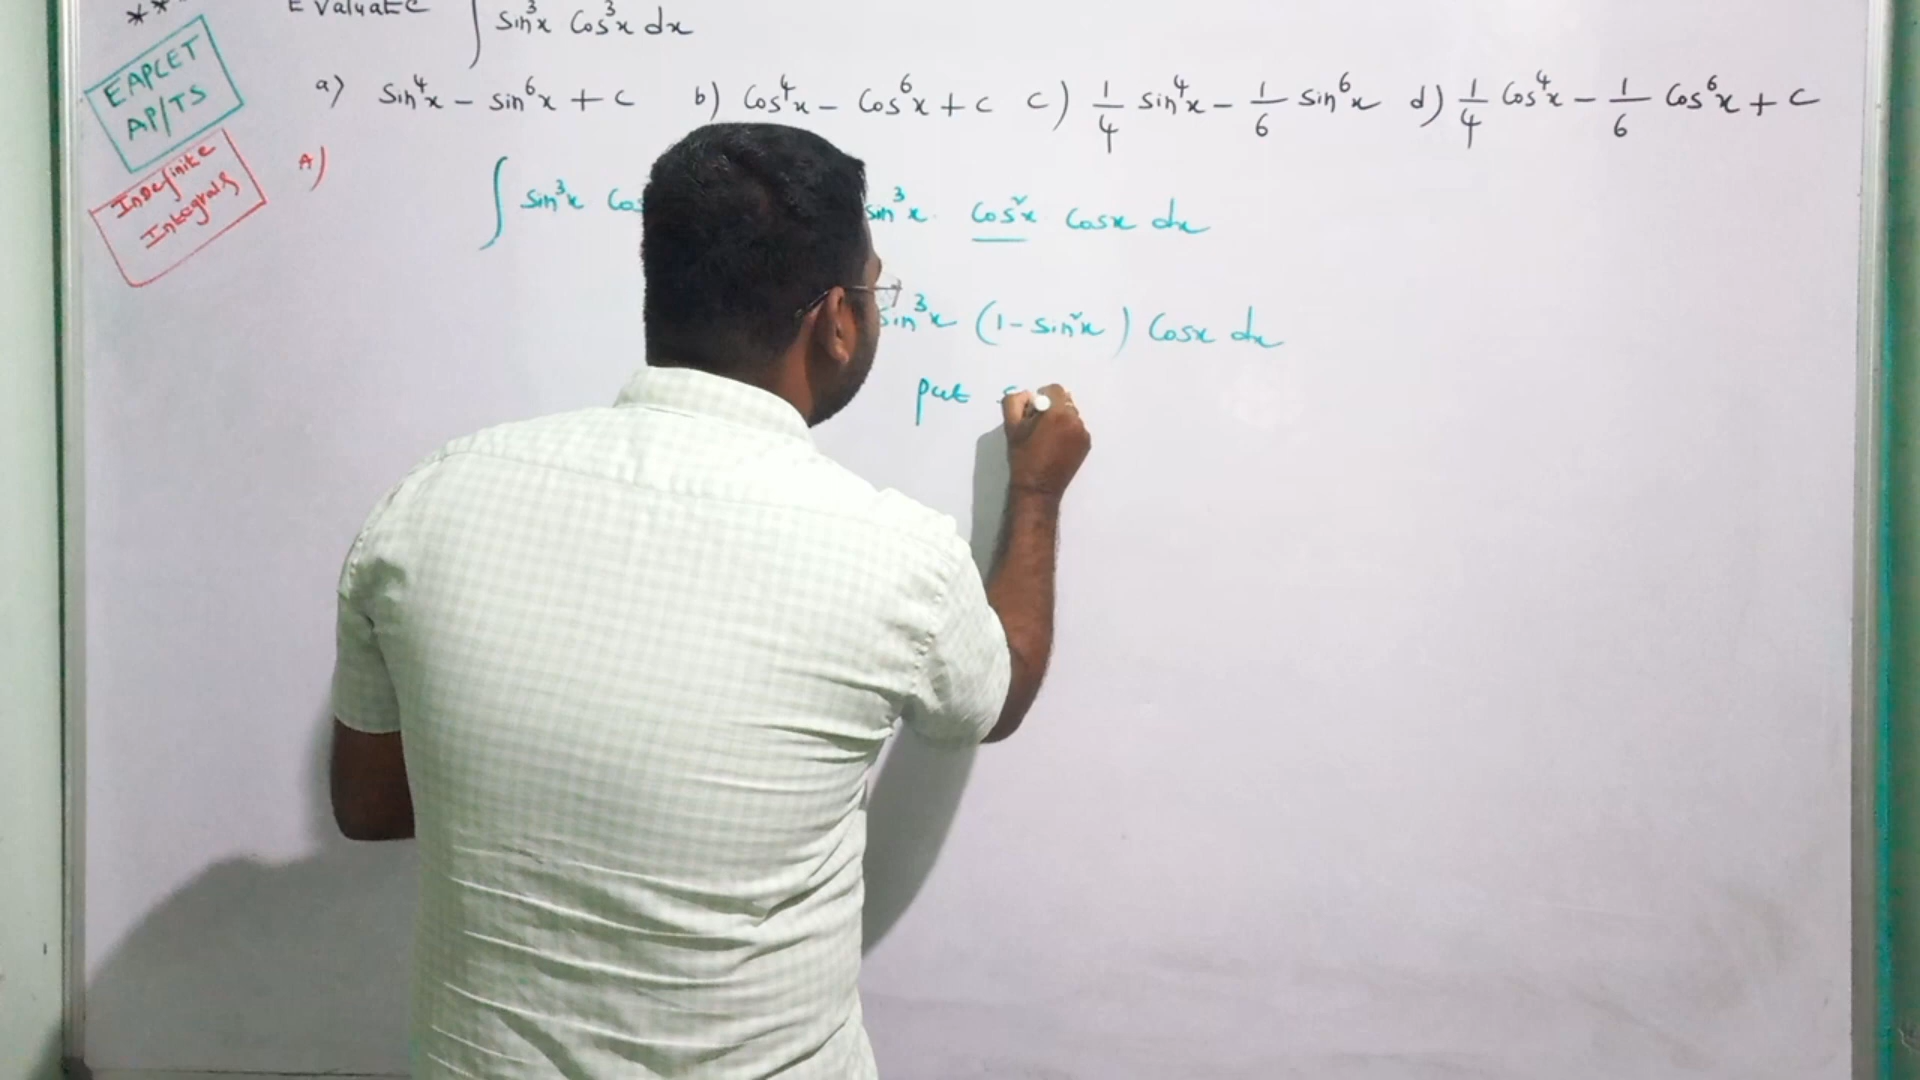 ***
Evaluate ∫ sin³x cos³x dx
EAPCET
AP/TS
a) sin⁴x − sin⁶x + c b) cos⁴x − cos⁶x + c c) 1/4 sin⁴x − 1/6 sin⁶x d) 1/4 cos⁴x − 1/6 cos⁶x + c
Indefinite
Integrals
A)
∫ sin³x sin³x. cos²x cosx dx
sin³x (1 − sin²x) cosx dx
put